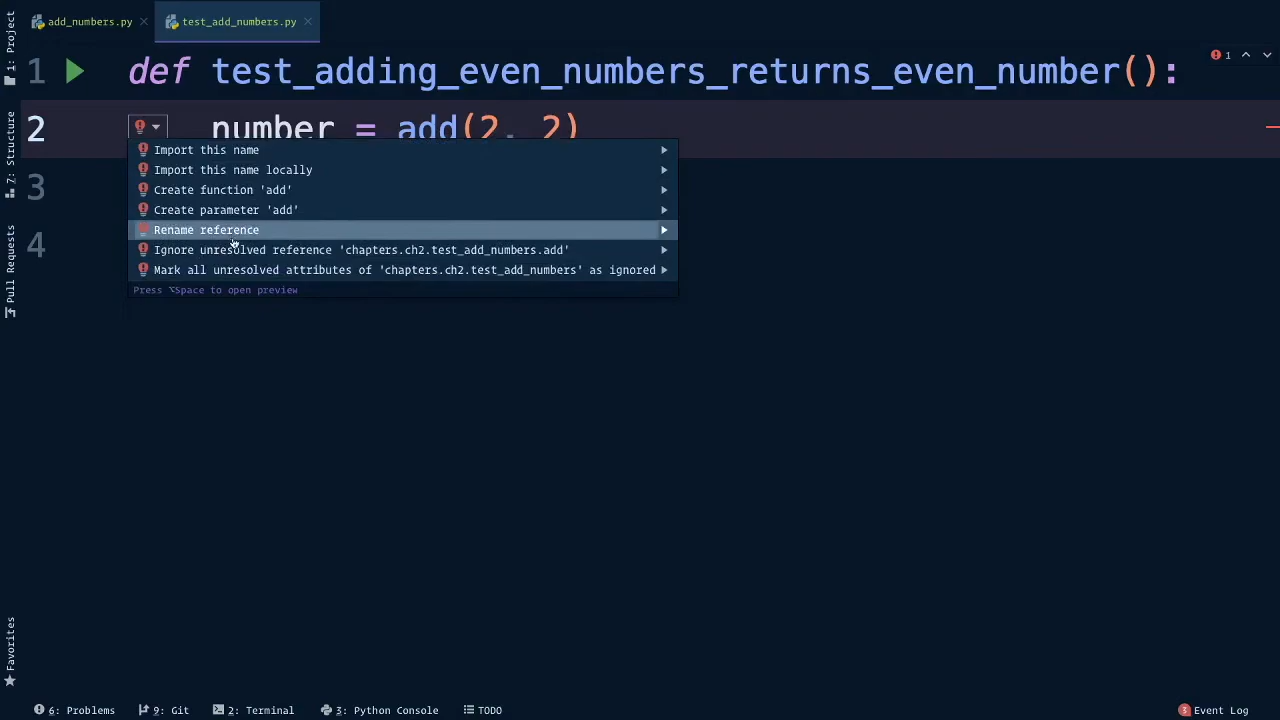 1: Project
add_numbers.py
test_add_numbers.py
1 def test_adding_even_numbers_returns_even_number():
1
2 number = add(2, 2)
3
4
Import this name
Import this name locally
Create function 'add'
Create parameter 'add'
Rename reference
Ignore unresolved reference 'chapters.ch2.test_add_numbers.add'
Mark all unresolved attributes of 'chapters.ch2.test_add_numbers' as ignored
Press ⌥Space to open preview
7: Structure
Pull Requests
Favorites
6: Problems
9: Git
2: Terminal
3: Python Console
TODO
3 Event Log